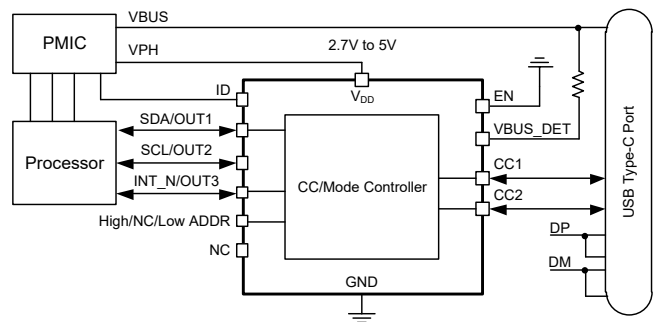 VBUS
PMIC
VPH
2.7V to 5V
ID
VDD
EN
SDA/OUT1
VBUS_DET
Processor
SCL/OUT2
INT_N/OUT3
CC/Mode Controller
CC1
CC2
High/NC/Low ADDR
NC
GND
DP
DM
USB Type-C Port